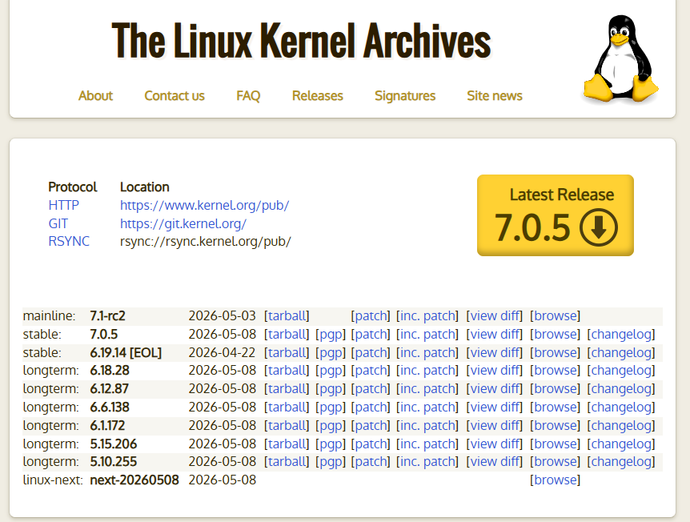 The Linux Kernel Archives
About Contact us FAQ Releases Signatures Site news
Protocol Location
HTTP https://www.kernel.org/pub/
GIT https://git.kernel.org/
RSYNC rsync://rsync.kernel.org/pub/
Latest Release
7.0.5
mainline: 7.1-rc2 2026-05-03 [tarball] [patch] [inc. patch] [view diff] [browse]
stable: 7.0.5 2026-05-08 [tarball] [pgp] [patch] [inc. patch] [view diff] [browse] [changelog]
stable: 6.19.14 [EOL] 2026-04-22 [tarball] [pgp] [patch] [inc. patch] [view diff] [browse] [changelog]
longterm: 6.18.28 2026-05-08 [tarball] [pgp] [patch] [inc. patch] [view diff] [browse] [changelog]
longterm: 6.12.87 2026-05-08 [tarball] [pgp] [patch] [inc. patch] [view diff] [browse] [changelog]
longterm: 6.6.138 2026-05-08 [tarball] [pgp] [patch] [inc. patch] [view diff] [browse] [changelog]
longterm: 6.1.172 2026-05-08 [tarball] [pgp] [patch] [inc. patch] [view diff] [browse] [changelog]
longterm: 5.15.206 2026-05-08 [tarball] [pgp] [patch] [inc. patch] [view diff] [browse] [changelog]
longterm: 5.10.255 2026-05-08 [tarball] [pgp] [patch] [inc. patch] [view diff] [browse] [changelog]
linux-next: next-20260508 2026-05-08 [browse]